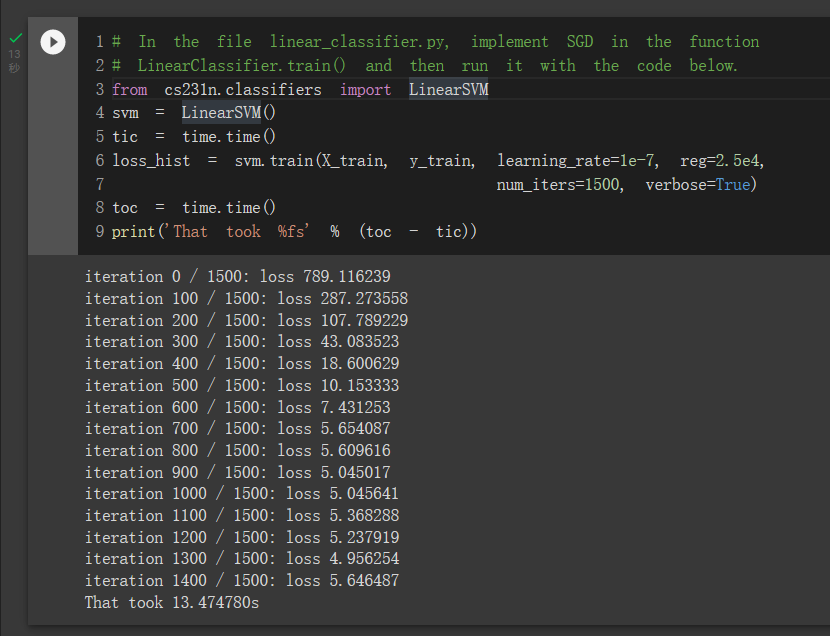 13
秒
1 # In the file linear_classifier.py, implement SGD in the function
2 # LinearClassifier.train() and then run it with the code below.
3 from cs231n.classifiers import LinearSVM
4 svm = LinearSVM()
5 tic = time.time()
6 loss_hist = svm.train(X_train, y_train, learning_rate=1e-7, reg=2.5e4,
7 num_iters=1500, verbose=True)
8 toc = time.time()
9 print('That took %fs' % (toc - tic))
iteration 0 / 1500: loss 789.116239
iteration 100 / 1500: loss 287.273558
iteration 200 / 1500: loss 107.789229
iteration 300 / 1500: loss 43.083523
iteration 400 / 1500: loss 18.600629
iteration 500 / 1500: loss 10.153333
iteration 600 / 1500: loss 7.431253
iteration 700 / 1500: loss 5.654087
iteration 800 / 1500: loss 5.609616
iteration 900 / 1500: loss 5.045017
iteration 1000 / 1500: loss 5.045641
iteration 1100 / 1500: loss 5.368288
iteration 1200 / 1500: loss 5.237919
iteration 1300 / 1500: loss 4.956254
iteration 1400 / 1500: loss 5.646487
That took 13.474780s